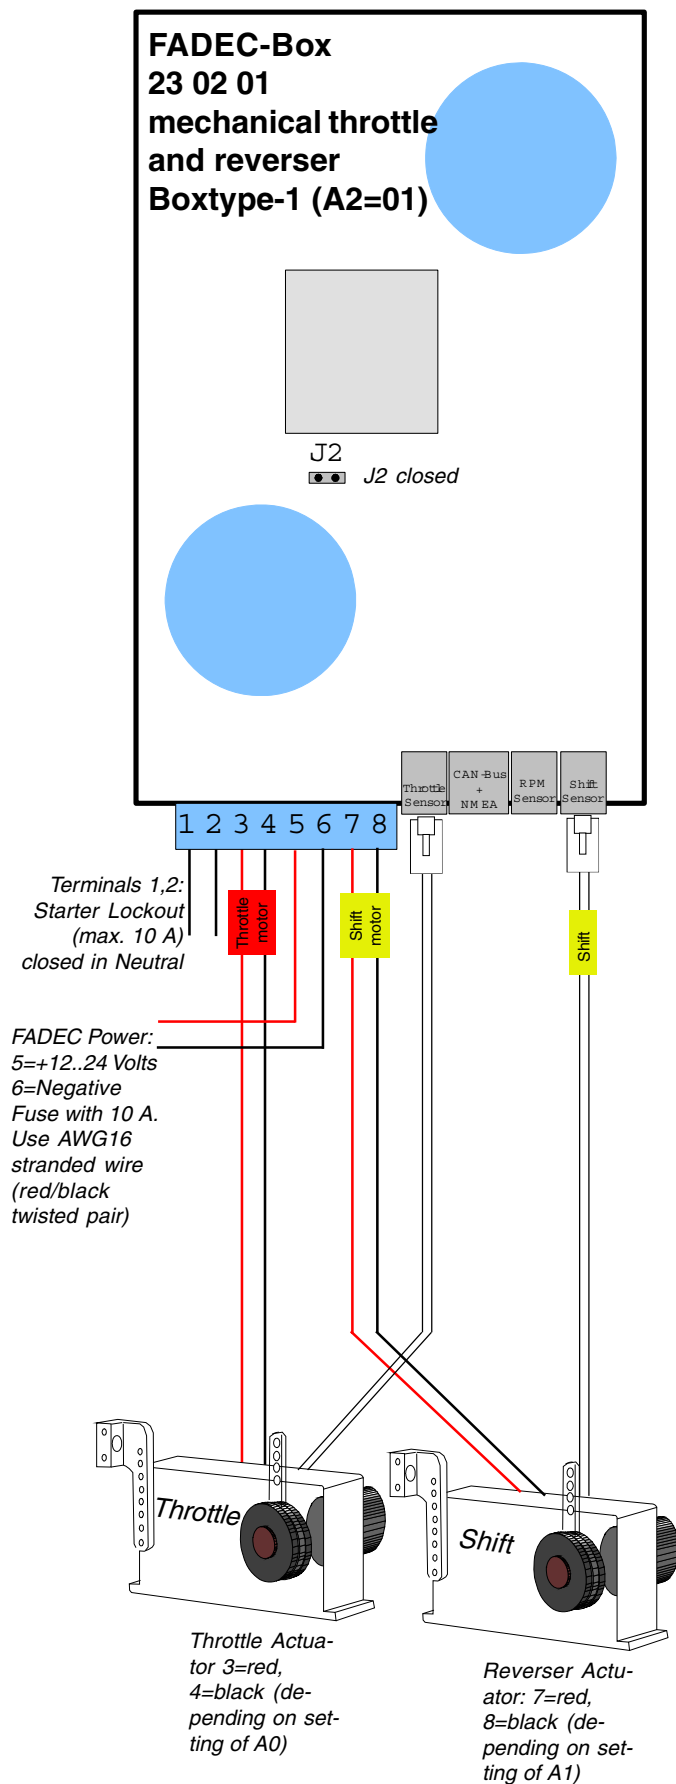 FADEC-Box
23 02 01
mechanical throttle
and reverser
Boxtype-1 (A2=01)
J2
J2 closed
Throttle
Sensor
CAN-Bus
+
NMEA
RPM
Sensor
Shift
Sensor
1 2 3 4 5 6 7 8
Terminals 1,2:
Starter Lockout
(max. 10 A)
closed in Neutral
Throttle
motor
Shift
motor
Shift
FADEC Power:
5=+12..24 Volts
6=Negative
Fuse with 10 A.
Use AWG16
stranded wire
(red/black
twisted pair)
Throttle
Shift
Throttle Actua-
tor 3=red,
4=black (de-
pending on set-
ting of A0)
Reverser Actu-
ator: 7=red,
8=black (de-
pending on set-
ting of A1)